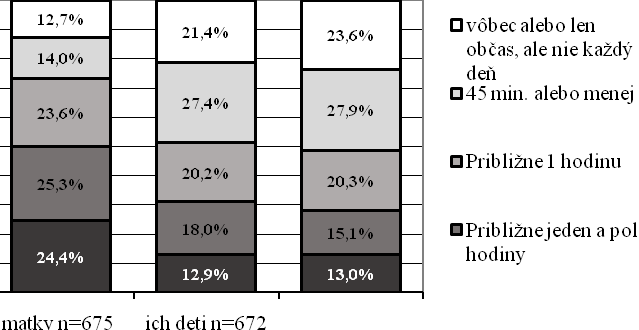 12,7%
21,4%
23,6%
14,0%
27,4%
27,9%
23,6%
20,2%
20,3%
25,3%
18,0%
15,1%
24,4%
12,9%
13,0%
vôbec alebo len
občas, ale nie každý
deň
45 min. alebo menej
Približne 1 hodinu
Približne jeden a pol
hodiny
matky n=675
ich deti n=672